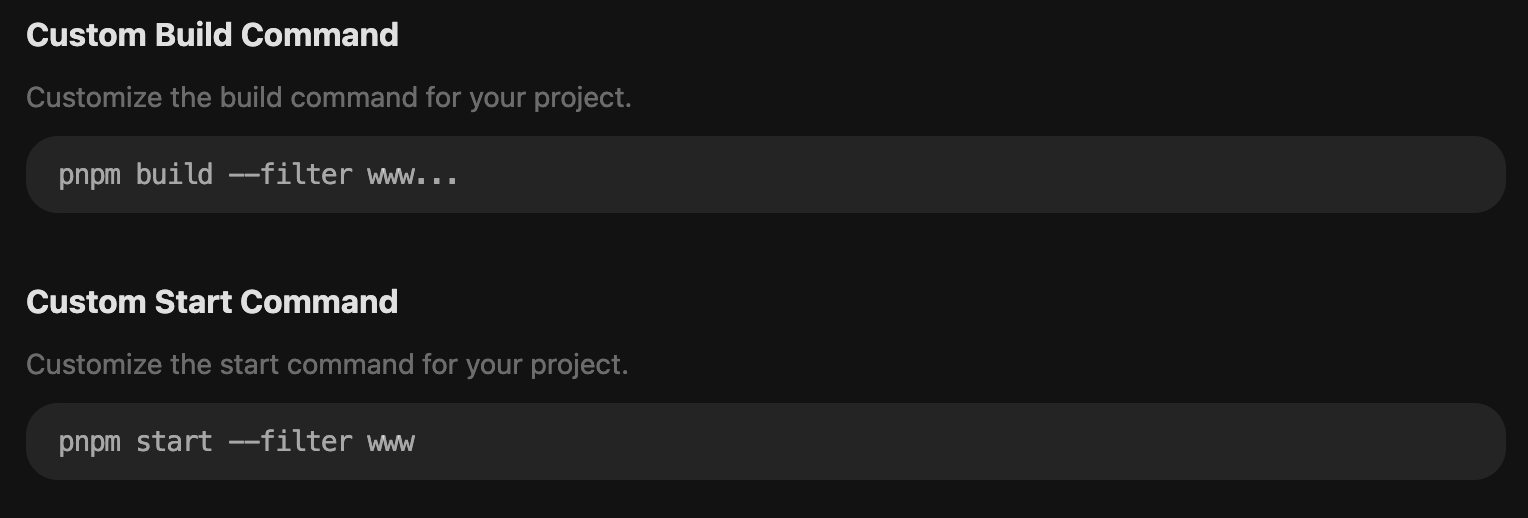 Custom Build Command
Customize the build command for your project.
pnpm build --filter www...
Custom Start Command
Customize the start command for your project.
pnpm start --filter www